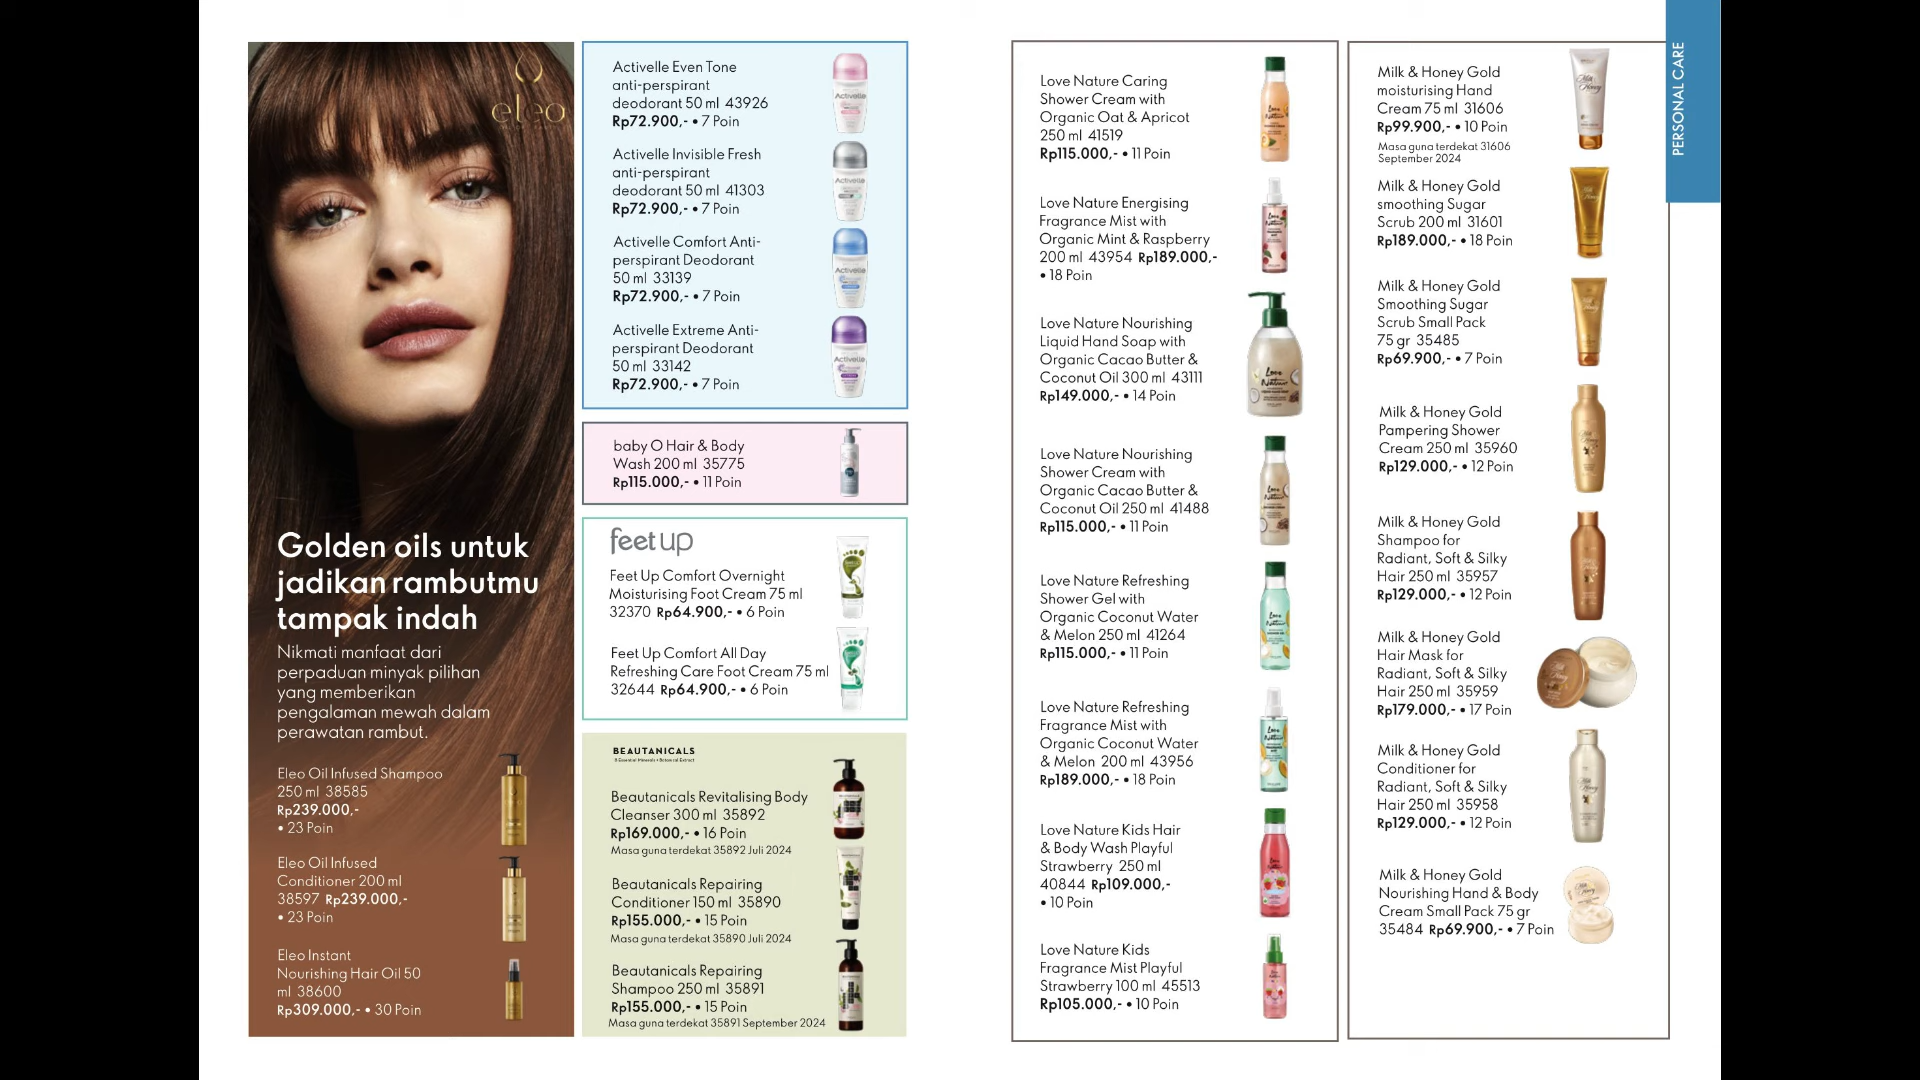 eleo
Golden oils untuk
jadikan rambutmu
tampak indah
Nikmati manfaat dari
perpaduan minyak pilihan
yang memberikan
pengalaman mewah dalam
perawatan rambut.
Eleo Oil Infused Shampoo
250 ml 38585
Rp239.000,-
• 23 Poin
Eleo Oil Infused
Conditioner 200 ml
38597 Rp239.000,-
• 23 Poin
Eleo Instant
Nourishing Hair Oil 50
ml 38600
Rp309.000,- • 30 Poin
Activelle Even Tone
anti-perspirant
deodorant 50 ml 43926
Rp72.900,- • 7 Poin
Activelle Invisible Fresh
anti-perspirant
deodorant 50 ml 41303
Rp72.900,- • 7 Poin
Activelle Comfort Anti-
perspirant Deodorant
50 ml 33139
Rp72.900,- • 7 Poin
Activelle Extreme Anti-
perspirant Deodorant
50 ml 33142
Rp72.900,- • 7 Poin
baby O Hair & Body
Wash 200 ml 35775
Rp115.000,- • 11 Poin
feet up
Feet Up Comfort Overnight
Moisturising Foot Cream 75 ml
32370 Rp64.900,- • 6 Poin
Feet Up Comfort All Day
Refreshing Care Foot Cream 75 ml
32644 Rp64.900,- • 6 Poin
BEAUTANICALS
Beautanicals Revitalising Body
Cleanser 300 ml 35892
Rp169.000,- • 16 Poin
Masa guna terdekat 35892 Juli 2024
Beautanicals Repairing
Conditioner 150 ml 35890
Rp155.000,- • 15 Poin
Masa guna terdekat 35890 Juli 2024
Beautanicals Repairing
Shampoo 250 ml 35891
Rp155.000,- • 15 Poin
Masa guna terdekat 35891 September 2024
Love Nature Caring
Shower Cream with
Organic Oat & Apricot
250 ml 41519
Rp115.000,- • 11 Poin
Love Nature Energising
Fragrance Mist with
Organic Mint & Raspberry
200 ml 43954 Rp189.000,-
• 18 Poin
Love Nature Nourishing
Liquid Hand Soap with
Organic Cacao Butter &
Coconut Oil 300 ml 43111
Rp149.000,- • 14 Poin
Love Nature Nourishing
Shower Cream with
Organic Cacao Butter &
Coconut Oil 250 ml 41488
Rp115.000,- • 11 Poin
Love Nature Refreshing
Shower Gel with
Organic Coconut Water
& Melon 250 ml 41264
Rp115.000,- • 11 Poin
Love Nature Refreshing
Fragrance Mist with
Organic Coconut Water
& Melon 200 ml 43956
Rp189.000,- • 18 Poin
Love Nature Kids Hair
& Body Wash Playful
Strawberry 250 ml
40844 Rp109.000,-
• 10 Poin
Love Nature Kids
Fragrance Mist Playful
Strawberry 100 ml 45513
Rp105.000,- • 10 Poin
Milk & Honey Gold
moisturising Hand
Cream 75 ml 31606
Rp99.900,- • 10 Poin
Masa guna terdekat 31606
September 2024
Milk & Honey Gold
smoothing Sugar
Scrub 200 ml 31601
Rp189.000,- • 18 Poin
Milk & Honey Gold
Smoothing Sugar
Scrub Small Pack
75 gr 35485
Rp69.900,- • 7 Poin
Milk & Honey Gold
Pampering Shower
Cream 250 ml 35960
Rp129.000,- • 12 Poin
Milk & Honey Gold
Shampoo for
Radiant, Soft & Silky
Hair 250 ml 35957
Rp129.000,- • 12 Poin
Milk & Honey Gold
Hair Mask for
Radiant, Soft & Silky
Hair 250 ml 35959
Rp179.000,- • 17 Poin
Milk & Honey Gold
Conditioner for
Radiant, Soft & Silky
Hair 250 ml 35958
Rp129.000,- • 12 Poin
Milk & Honey Gold
Nourishing Hand & Body
Cream Small Pack 75 gr
35484 Rp69.900,- • 7 Poin
PERSONAL CARE